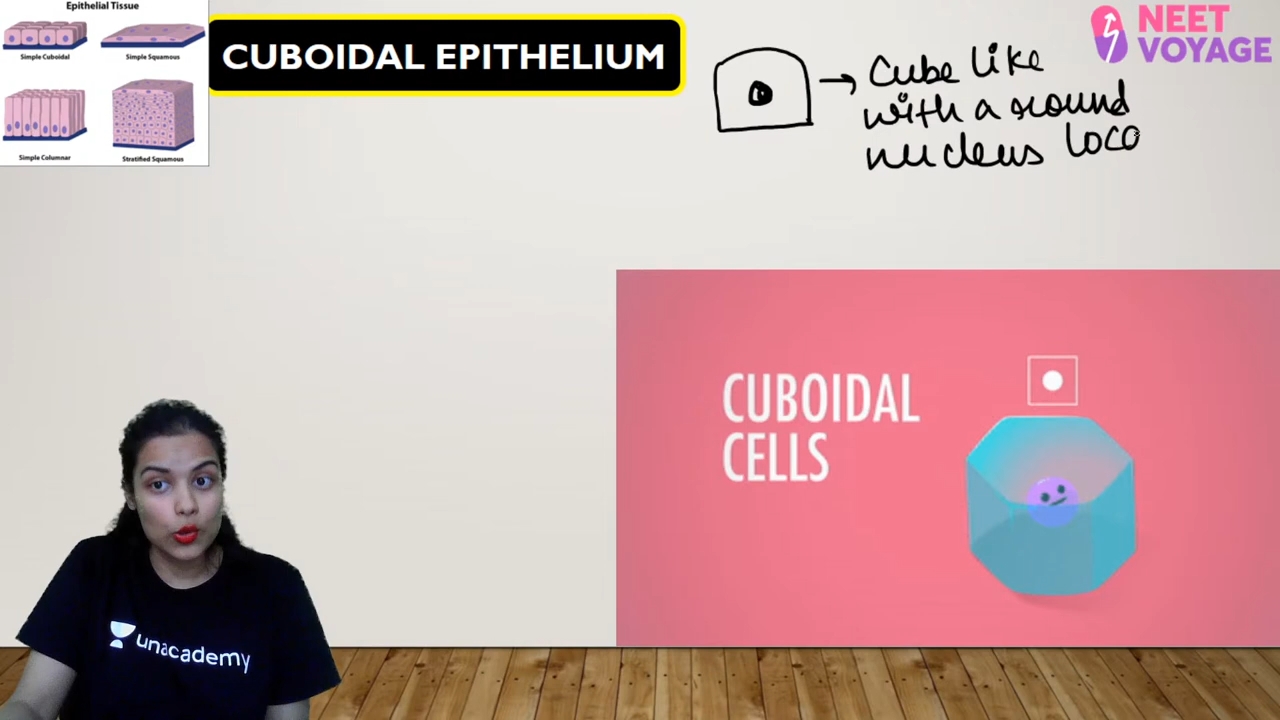 Epithelial Tissue
Simple Cuboidal
Simple Squamous
Simple Columnar
Stratified Squamous
CUBOIDAL EPITHELIUM
Cube like
with a round
nucleus loca
NEET
VOYAGE
CUBOIDAL
CELLS
unacademy